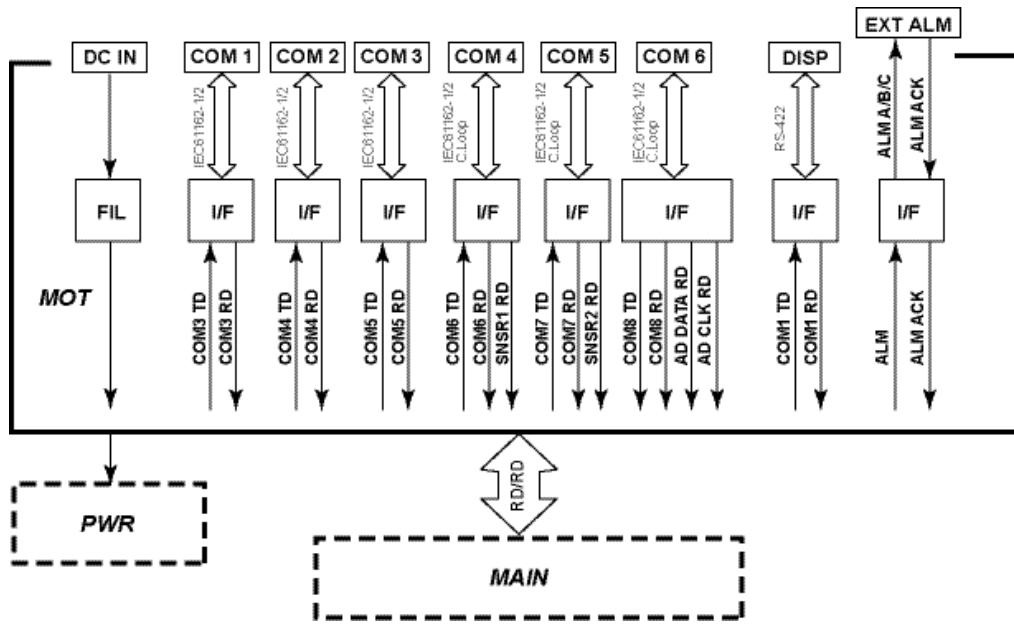 EXT ALM
DC IN
COM 1
COM 2
COM 3
COM 4
COM 5
COM 6
DISP
IEC61162-1/2
IEC61162-1/2
IEC61162-1/2
IEC61162-1/2
C.Loop
IEC61162-1/2
C.Loop
IEC61162-1/2
C.Loop
RS-422
ALM A/B/C
ALM ACK
FIL
I/F
I/F
I/F
I/F
I/F
I/F
I/F
I/F
MOT
COM3 TD
COM3 RD
COM4 TD
COM4 RD
COM5 TD
COM5 RD
COM6 TD
COM6 RD
SNSR1 RD
COM7 TD
COM7 RD
SNSR2 RD
COM8 TD
COM8 RD
AD DATA RD
AD CLK RD
COM1 TD
COM1 RD
ALM
ALM ACK
RD/RD
PWR
MAIN